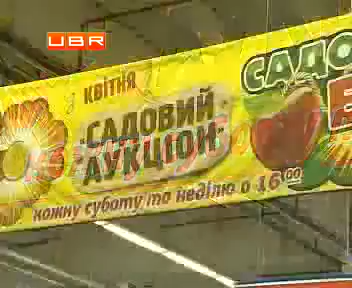 UBR
КВІТНЯ
САДОВИЙ
АУКЦІОН
кожну суботу та неділю о 16:00
САДО